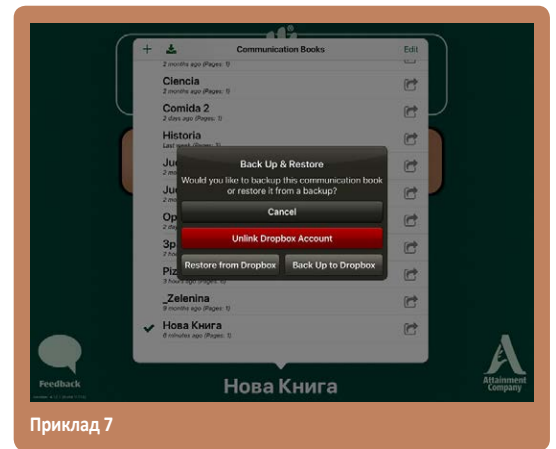 Communication Books
Edit
2 months ago (Pages: 1)
Ciencia
2 months ago (Pages: 1)
Comida 2
2 days ago (Pages: 1)
Historia
Last week (Pages: 1)
Back Up & Restore
Would you like to backup this communication book
or restore it from a backup?
Cancel
Unlink Dropbox Account
Restore from Dropbox Back Up to Dropbox
3 hours ago (Pages: 1)
_Zelenina
9 months ago (Pages: 1)
Нова Книга
6 minutes ago (Pages: 1)
Feedback
Нова Книга
Attainment
Company
Приклад 7